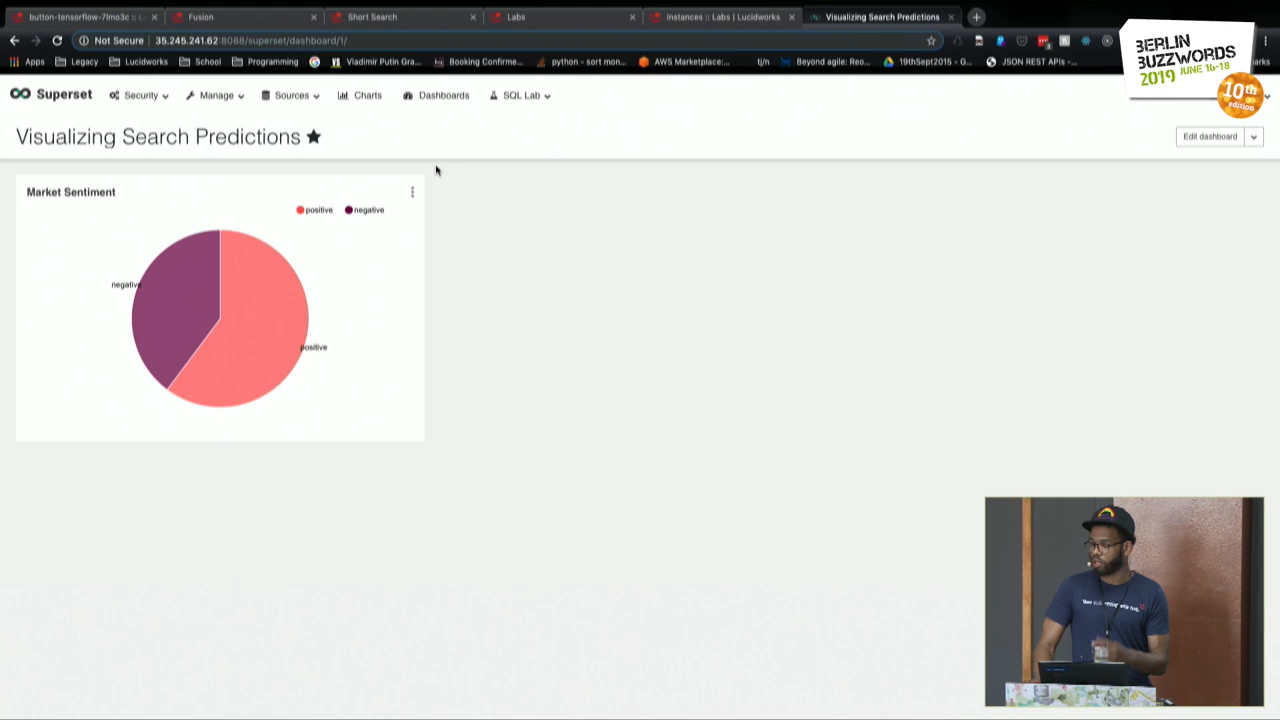 button-tensorflow-7lmo3c :: L
Fusion
Short Search
Labs
Instances :: Labs | Lucidworks
Visualizing Search Predictions
Not Secure | 35.245.241.62:8088/superset/dashboard/1/
Apps
Legacy
Lucidworks
School
Programming
Vladimir Putin Gra...
Booking Confirme...
python - sort mon...
AWS Marketplace:...
tj/n
Beyond agile: Reo...
19thSept2015 - G...
JSON REST APIs -...
BERLIN
BUZZWORDS
2019 JUNE 16-18
10th
edition
Superset
Security
Manage
Sources
Charts
Dashboards
SQL Lab
Visualizing Search Predictions
Edit dashboard
Market Sentiment
positive
negative
negative
positive